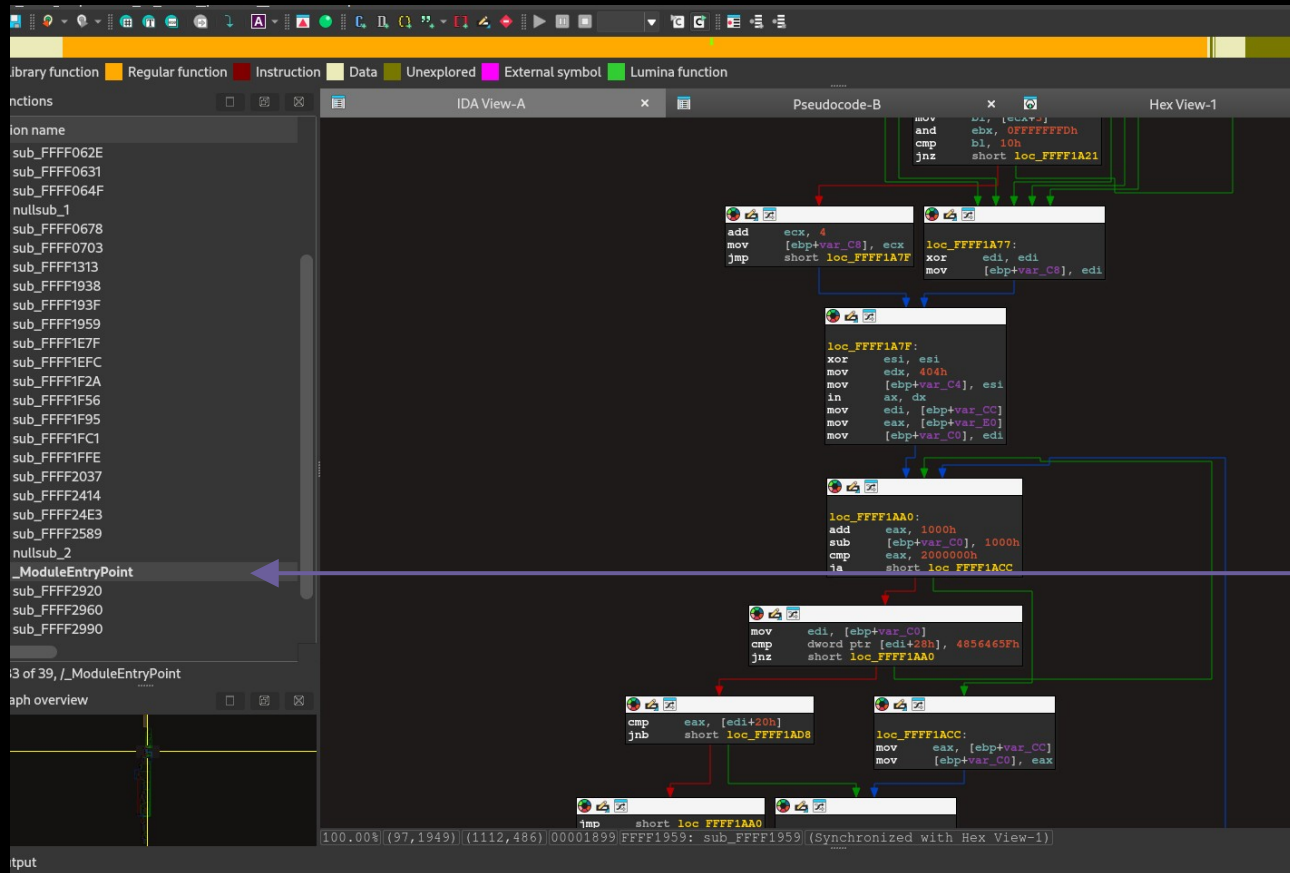 ibrary function Regular function Instruction Data Unexplored External symbol Lumina function
nctions
IDA View-A
Pseudocode-B
Hex View-1
ion name
sub_FFFF062E
sub_FFFF0631
sub_FFFF064F
nullsub_1
sub_FFFF0678
sub_FFFF0703
sub_FFFF1313
sub_FFFF1938
sub_FFFF193F
sub_FFFF1959
sub_FFFF1E7F
sub_FFFF1EFC
sub_FFFF1F2A
sub_FFFF1F56
sub_FFFF1F95
sub_FFFF1FC1
sub_FFFF1FFE
sub_FFFF2037
sub_FFFF2414
sub_FFFF24E3
sub_FFFF2589
nullsub_2
_ModuleEntryPoint
sub_FFFF2920
sub_FFFF2960
sub_FFFF2990
33 of 39, /_ModuleEntryPoint
aph overview
mov bl, [ecx+9]
and ebx, 0FFFFFFFDh
cmp bl, 10h
jnz short loc_FFFF1A21
add ecx, 4
mov [ebp+var_C8], ecx
jmp short loc_FFFF1A7F
loc_FFFF1A77:
xor edi, edi
mov [ebp+var_C8], edi
loc_FFFF1A7F:
xor esi, esi
mov edx, 404h
mov [ebp+var_C4], esi
in ax, dx
mov edi, [ebp+var_CC]
mov eax, [ebp+var_E0]
mov [ebp+var_C0], edi
loc_FFFF1AA0:
add eax, 1000h
sub [ebp+var_C0], 1000h
cmp eax, 2000000h
ja short loc_FFFF1ACC
mov edi, [ebp+var_C0]
cmp dword ptr [edi+28h], 4856465Fh
jnz short loc_FFFF1AA0
cmp eax, [edi+20h]
jnb short loc_FFFF1AD8
loc_FFFF1ACC:
mov eax, [ebp+var_CC]
mov [ebp+var_C0], eax
jmp short loc_FFFF1AA0
100.00% (97,1949) (1112,486) 00001899 FFFF1959: sub_FFFF1959 (Synchronized with Hex View-1)
tput